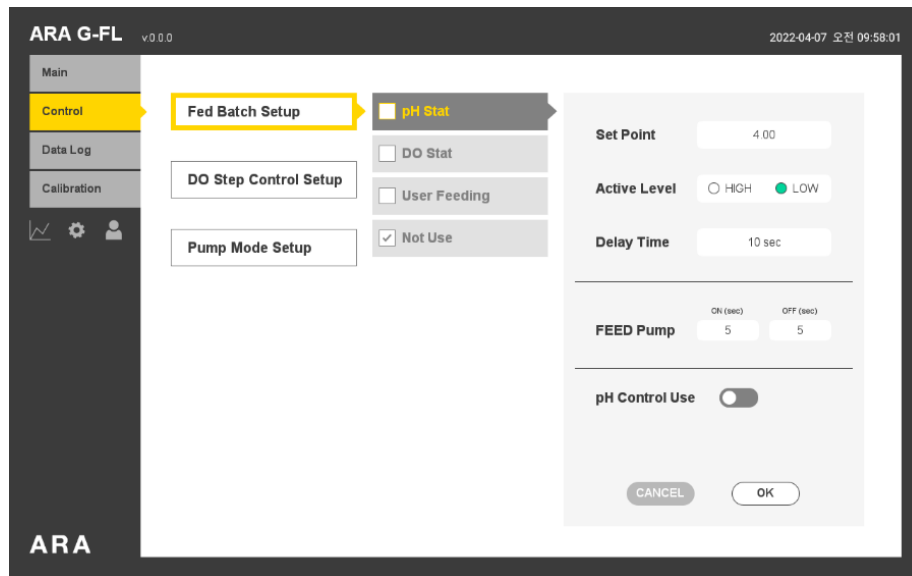 ARA G-FL v.0.0.0
2022-04-07 오전 09:58:01
Main
Control
Data Log
Calibration
Fed Batch Setup
DO Step Control Setup
Pump Mode Setup
pH Stat
DO Stat
User Feeding
Not Use
Set Point 4.00
Active Level HIGH LOW
Delay Time 10 sec
ON (sec) OFF (sec)
FEED Pump 5 5
pH Control Use
CANCEL OK
ARA